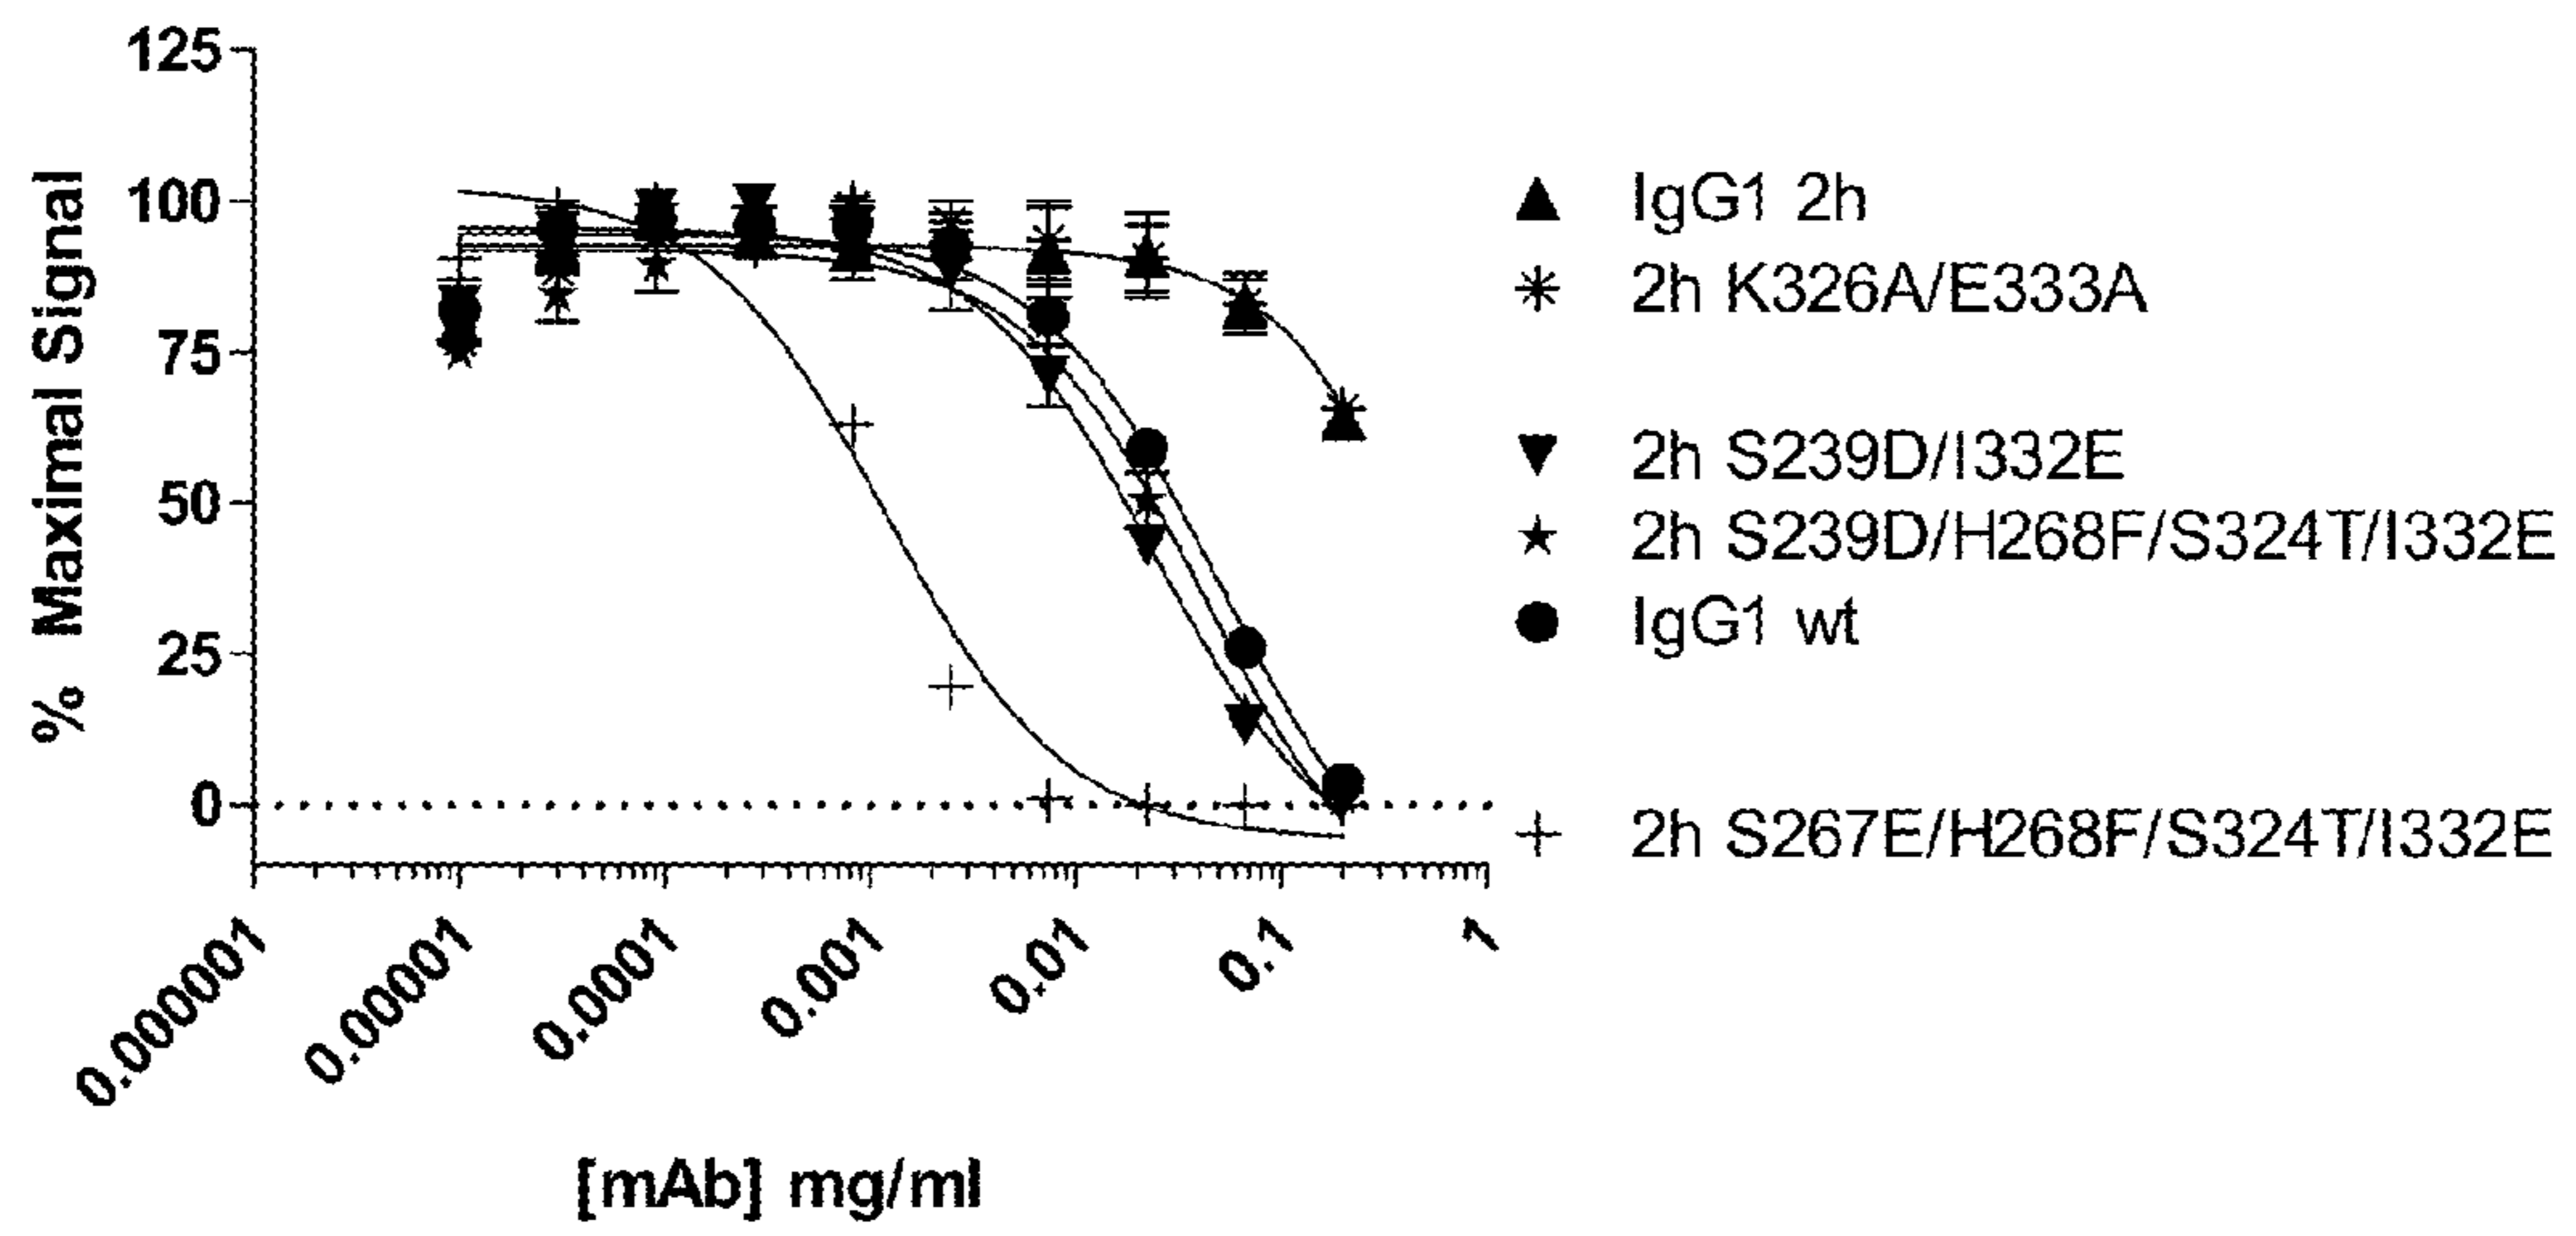 % Maximal Signal
125
100
75
50
25
0
0.000001
0.00001
0.0001
0.001
0.01
0.1
1
[mAb] mg/ml
IgG1 2h
2h K326A/E333A
2h S239D/I332E
2h S239D/H268F/S324T/I332E
IgG1 wt
2h S267E/H268F/S324T/I332E